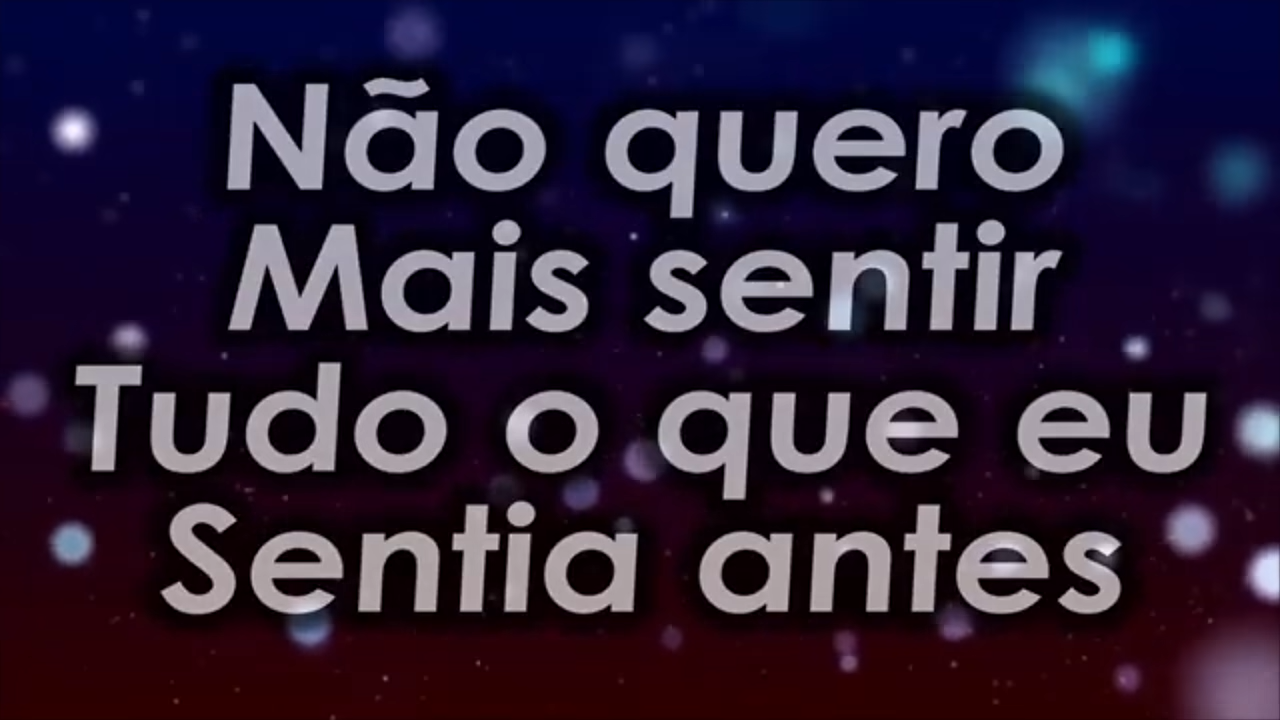 Não quero
Mais sentir
Tudo o que eu
Sentia antes